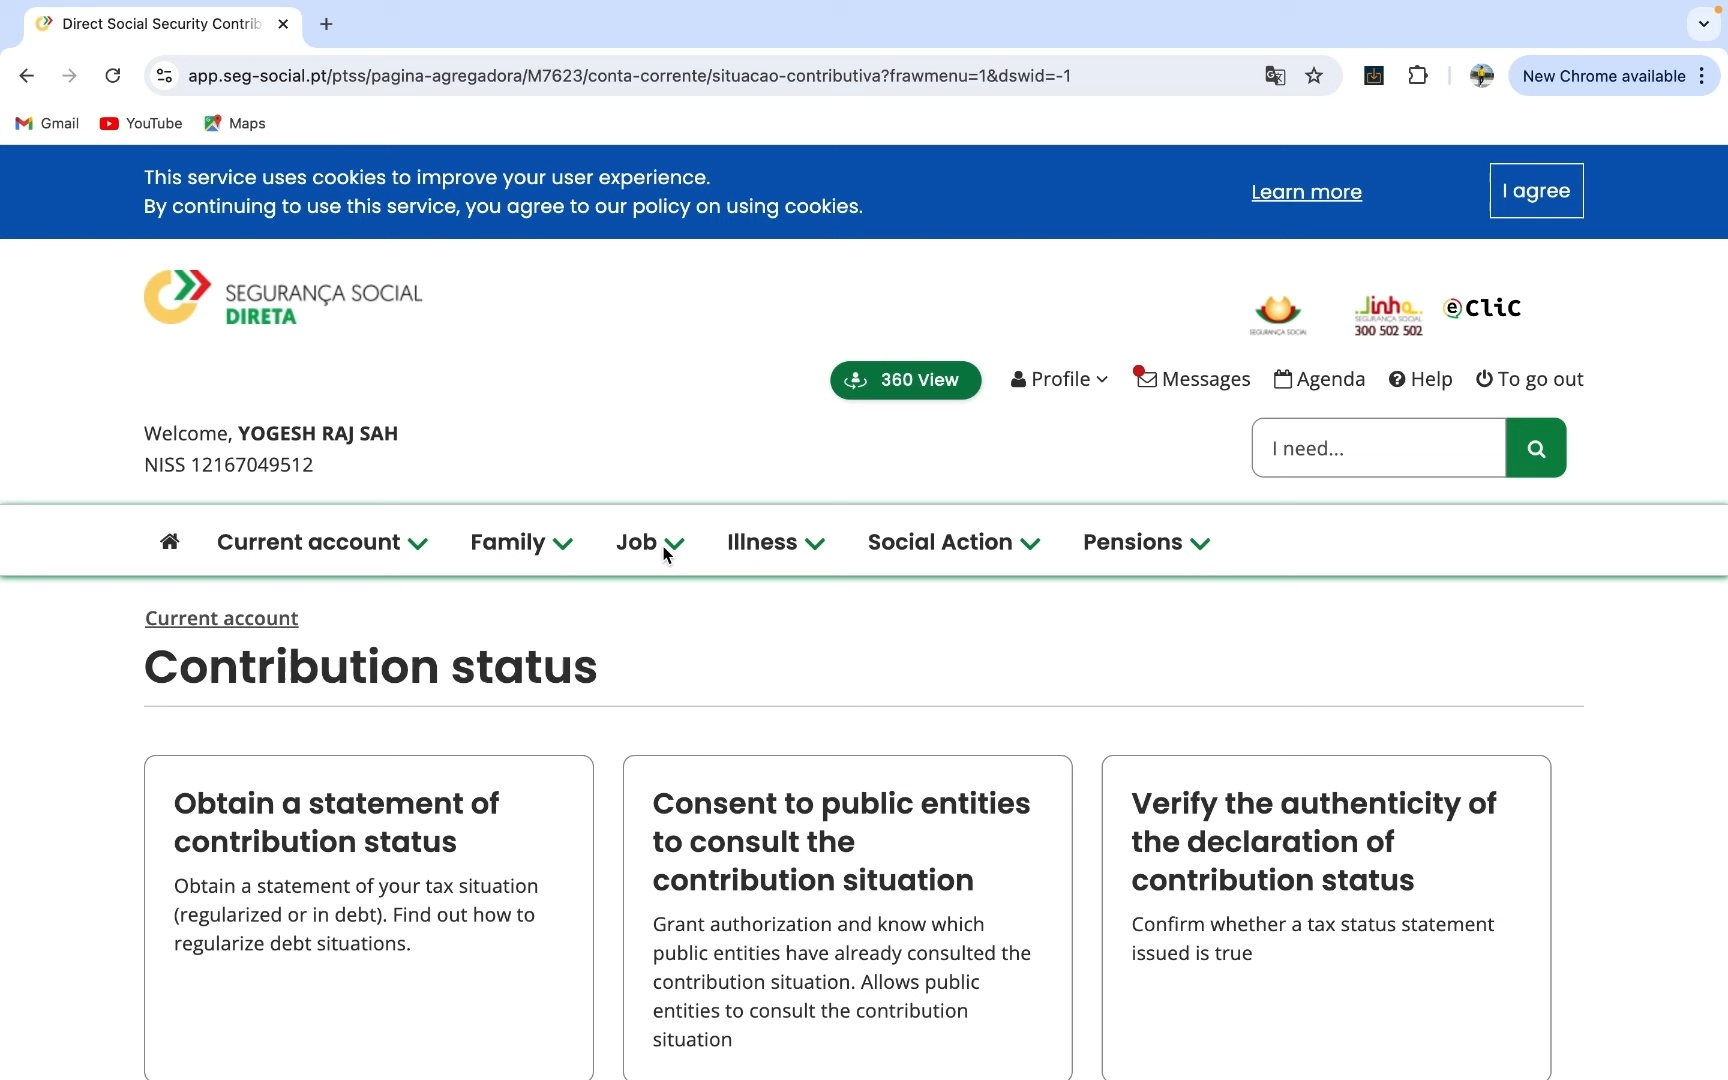 Direct Social Security Contrib
app.seg-social.pt/ptss/pagina-agregadora/M7623/conta-corrente/situacao-contributiva?frawmenu=1&dswid=-1
New Chrome available
Gmail YouTube Maps
This service uses cookies to improve your user experience.
By continuing to use this service, you agree to our policy on using cookies.
Learn more
I agree
SEGURANÇA SOCIAL
DIRETA
SEGURANÇA SOCIAL
Linha
SEGURANÇA SOCIAL
300 502 502
eCliC
360 View Profile Messages Agenda Help To go out
Welcome, YOGESH RAJ SAH
NISS 12167049512
I need...
Current account Family Job Illness Social Action Pensions
Current account
Contribution status
Obtain a statement of
contribution status
Obtain a statement of your tax situation
(regularized or in debt). Find out how to
regularize debt situations.
Consent to public entities
to consult the
contribution situation
Grant authorization and know which
public entities have already consulted the
contribution situation. Allows public
entities to consult the contribution
situation
Verify the authenticity of
the declaration of
contribution status
Confirm whether a tax status statement
issued is true